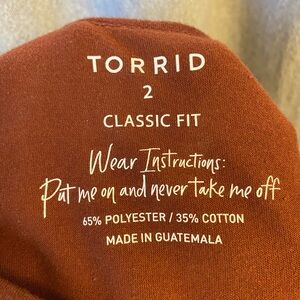 TORRID
2
CLASSIC FIT
Wear Instructions:
Put me on and never take me off
65% POLYESTER / 35% COTTON
MADE IN GUATEMALA